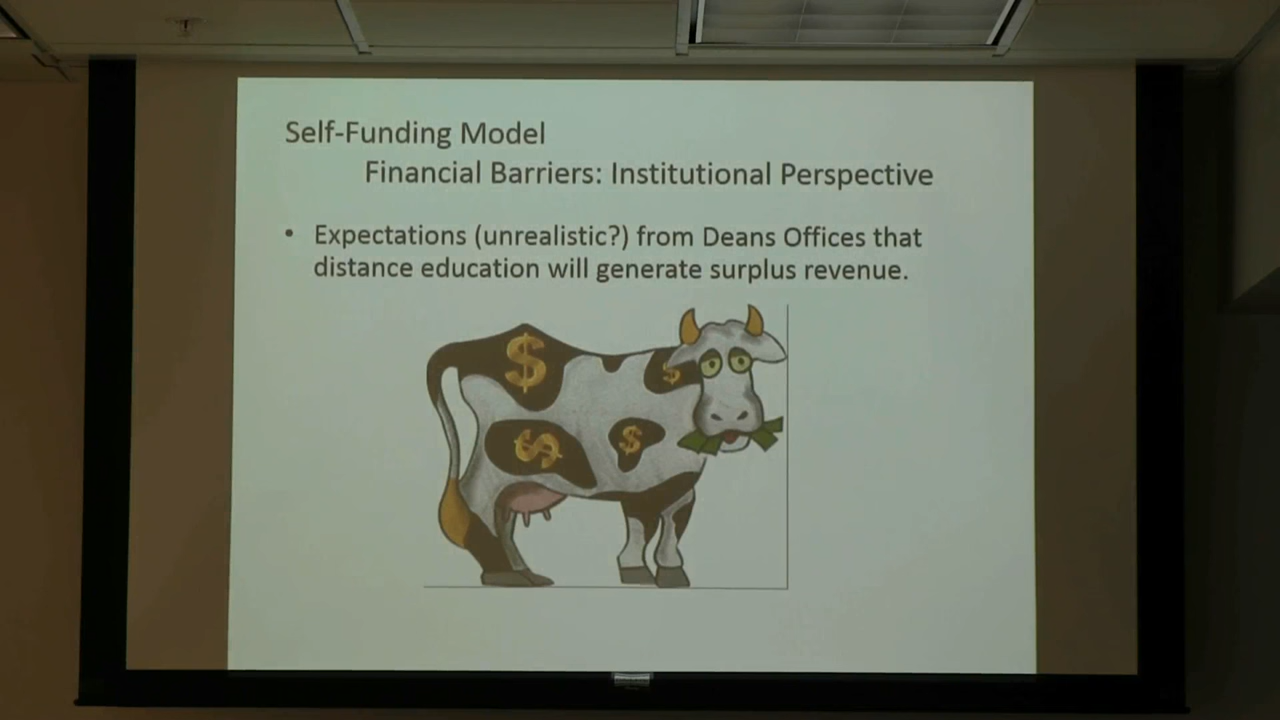 Self-Funding Model
Financial Barriers: Institutional Perspective
• Expectations (unrealistic?) from Deans Offices that
distance education will generate surplus revenue.
$
$
$
$